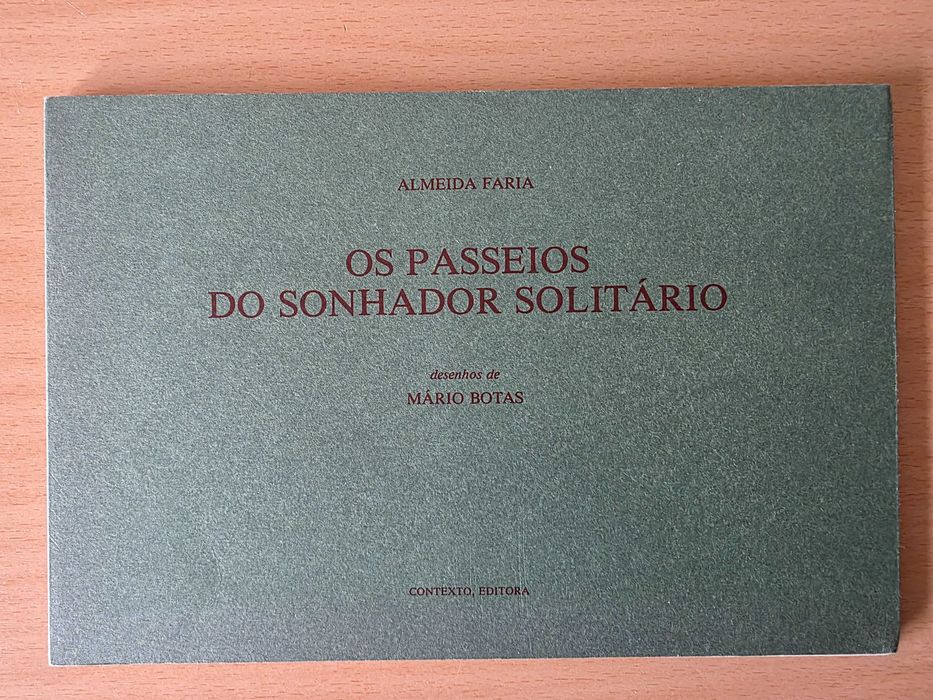 ALMEIDA FARIA
OS PASSEIOS
DO SONHADOR SOLITÁRIO
desenhos de
MÁRIO BOTAS
CONTEXTO, EDITORA